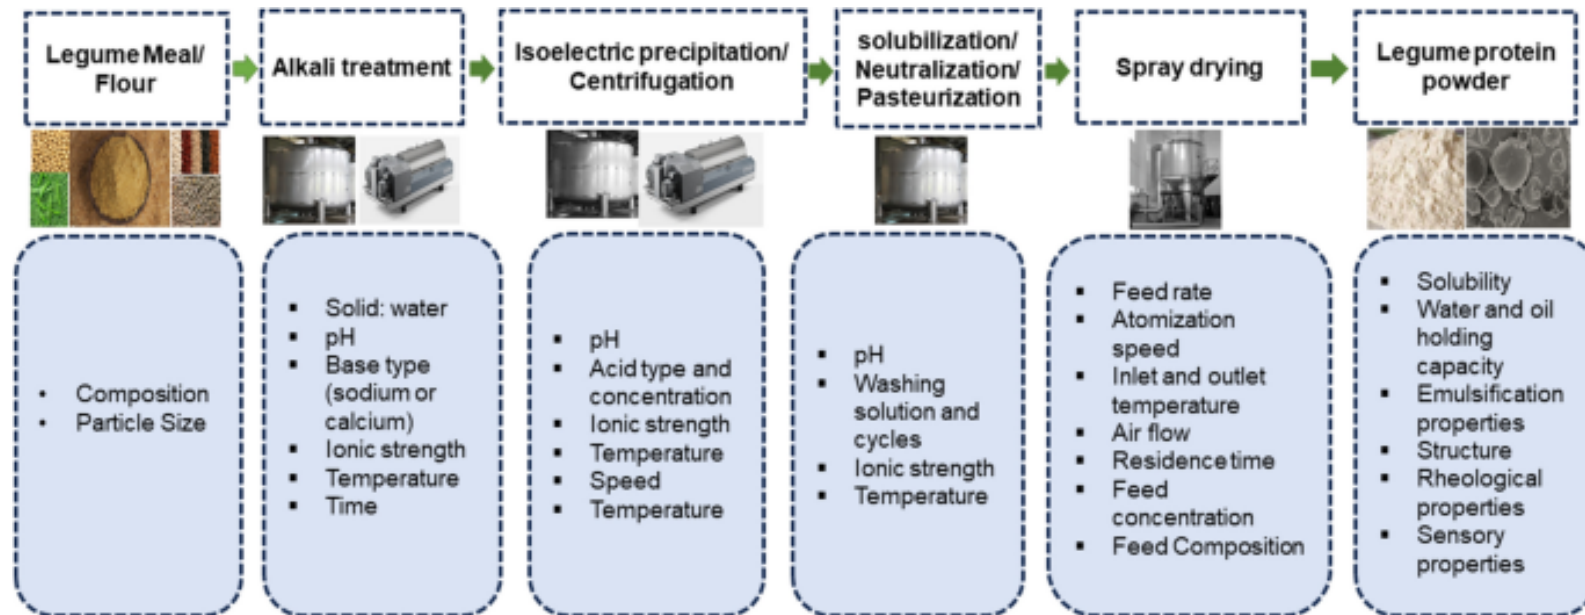 Legume Meal/
Flour
Alkali treatment
Isoelectric precipitation/
Centrifugation
solubilization/
Neutralization/
Pasteurization
Spray drying
Legume protein
powder
• Composition
• Particle Size
▪ Solid: water
▪ pH
▪ Base type
(sodium or
calcium)
▪ Ionic strength
▪ Temperature
▪ Time
▪ pH
▪ Acid type and
concentration
▪ Ionic strength
▪ Temperature
▪ Speed
▪ Temperature
▪ pH
▪ Washing
solution and
cycles
▪ Ionic strength
▪ Temperature
▪ Feed rate
▪ Atomization
speed
▪ Inlet and outlet
temperature
▪ Air flow
▪ Residence time
▪ Feed
concentration
▪ Feed Composition
▪ Solubility
▪ Water and oil
holding
capacity
▪ Emulsification
properties
▪ Structure
▪ Rheological
properties
▪ Sensory
properties